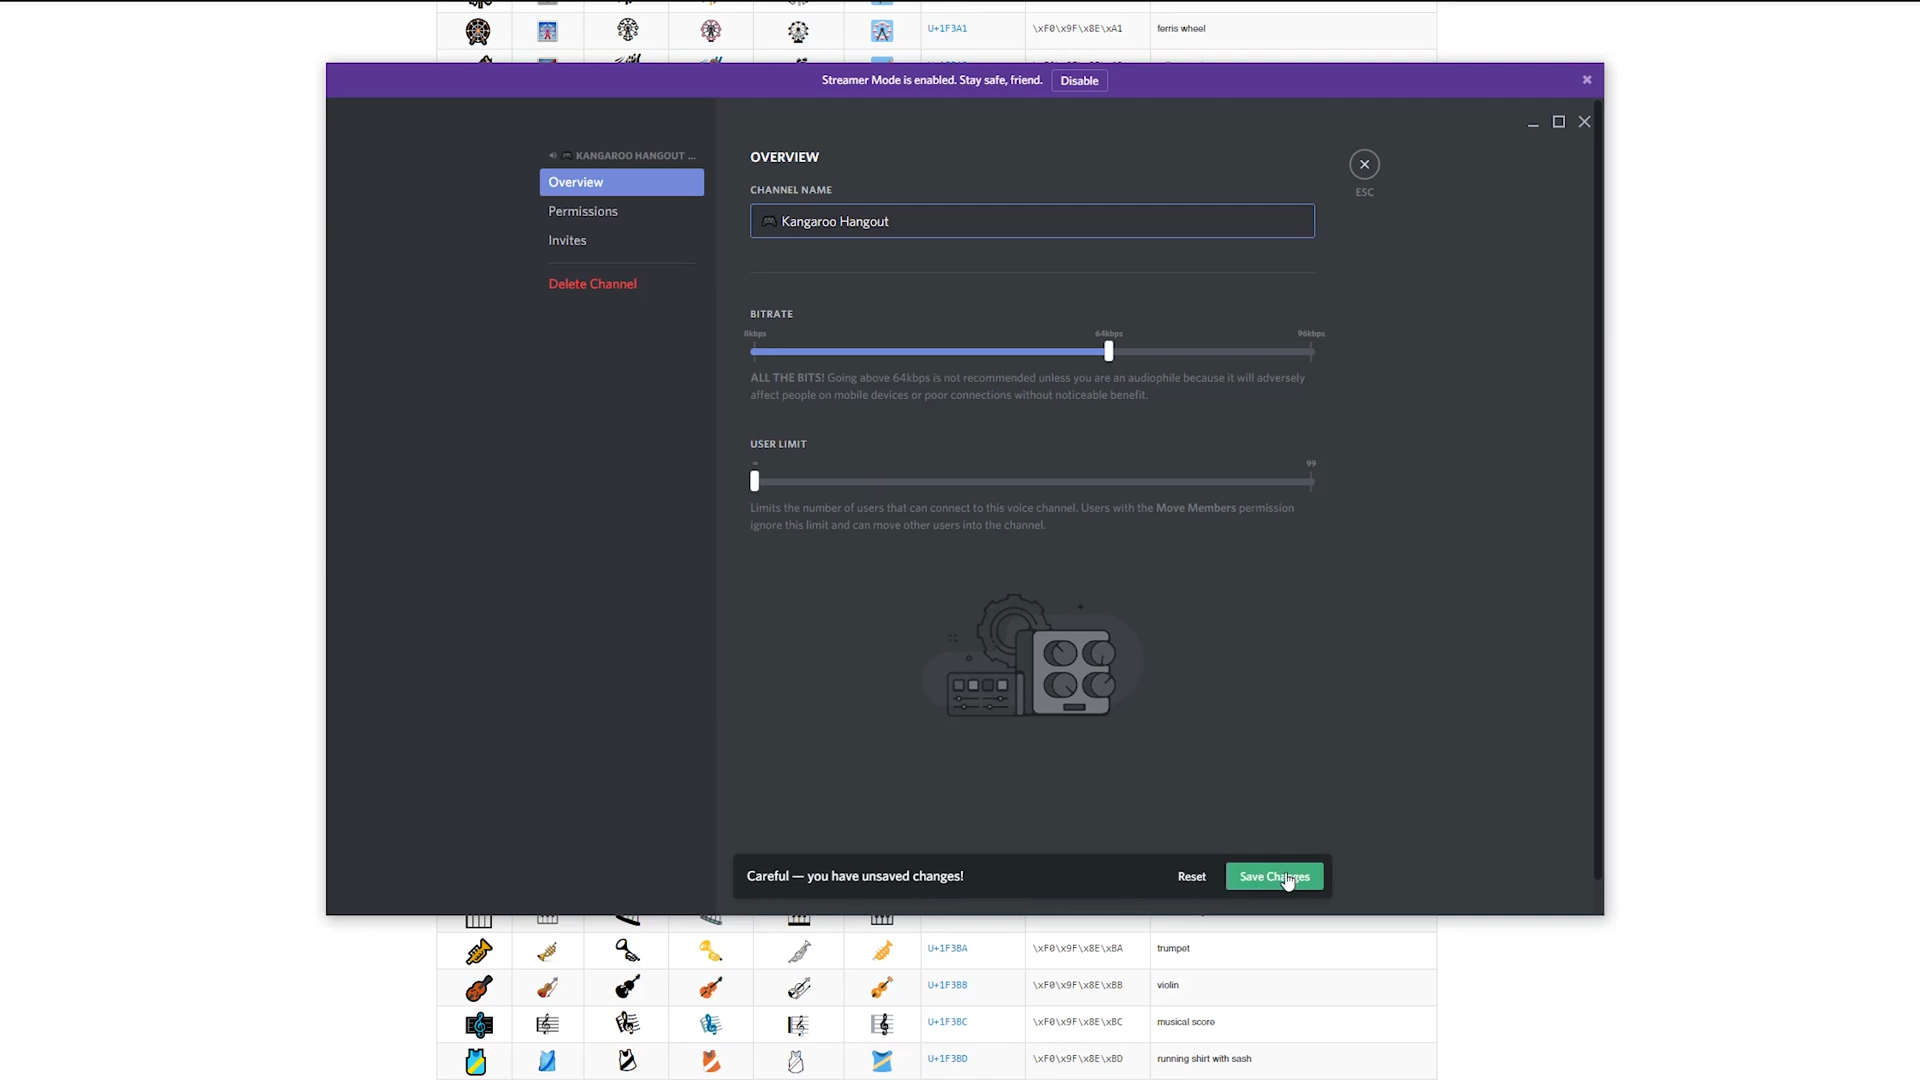 U+1F3A1 \xF0\x9F\x8E\xA1 ferris wheel
Streamer Mode is enabled. Stay safe, friend. Disable
KANGAROO HANGOUT ...
Overview
Permissions
Invites
Delete Channel
OVERVIEW
ESC
CHANNEL NAME
Kangaroo Hangout
BITRATE
8kbps 64kbps 96kbps
ALL THE BITS! Going above 64kbps is not recommended unless you are an audiophile because it will adversely
affect people on mobile devices or poor connections without noticeable benefit.
USER LIMIT
∞ 99
Limits the number of users that can connect to this voice channel. Users with the Move Members permission
ignore this limit and can move other users into the channel.
Careful — you have unsaved changes! Reset Save Changes
U+1F3BA \xF0\x9F\x8E\xBA trumpet
U+1F3BB \xF0\x9F\x8E\xBB violin
U+1F3BC \xF0\x9F\x8E\xBC musical score
U+1F3BD \xF0\x9F\x8E\xBD running shirt with sash